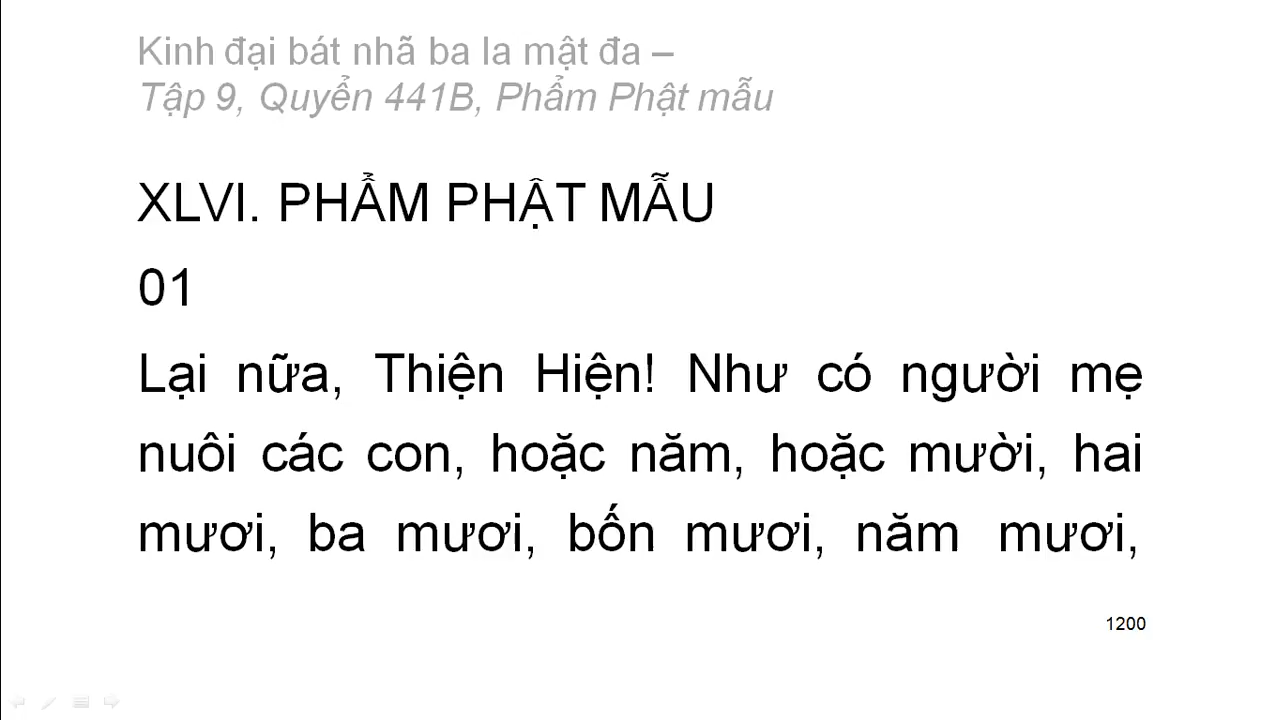 Kinh đại bát nhã ba la mật đa –
Tập 9, Quyển 441B, Phẩm Phật mẫu
XLVI. PHẨM PHẬT MẪU
01
Lại nữa, Thiện Hiện! Như có người mẹ
nuôi các con, hoặc năm, hoặc mười, hai
mươi, ba mươi, bốn mươi, năm mươi,
1200